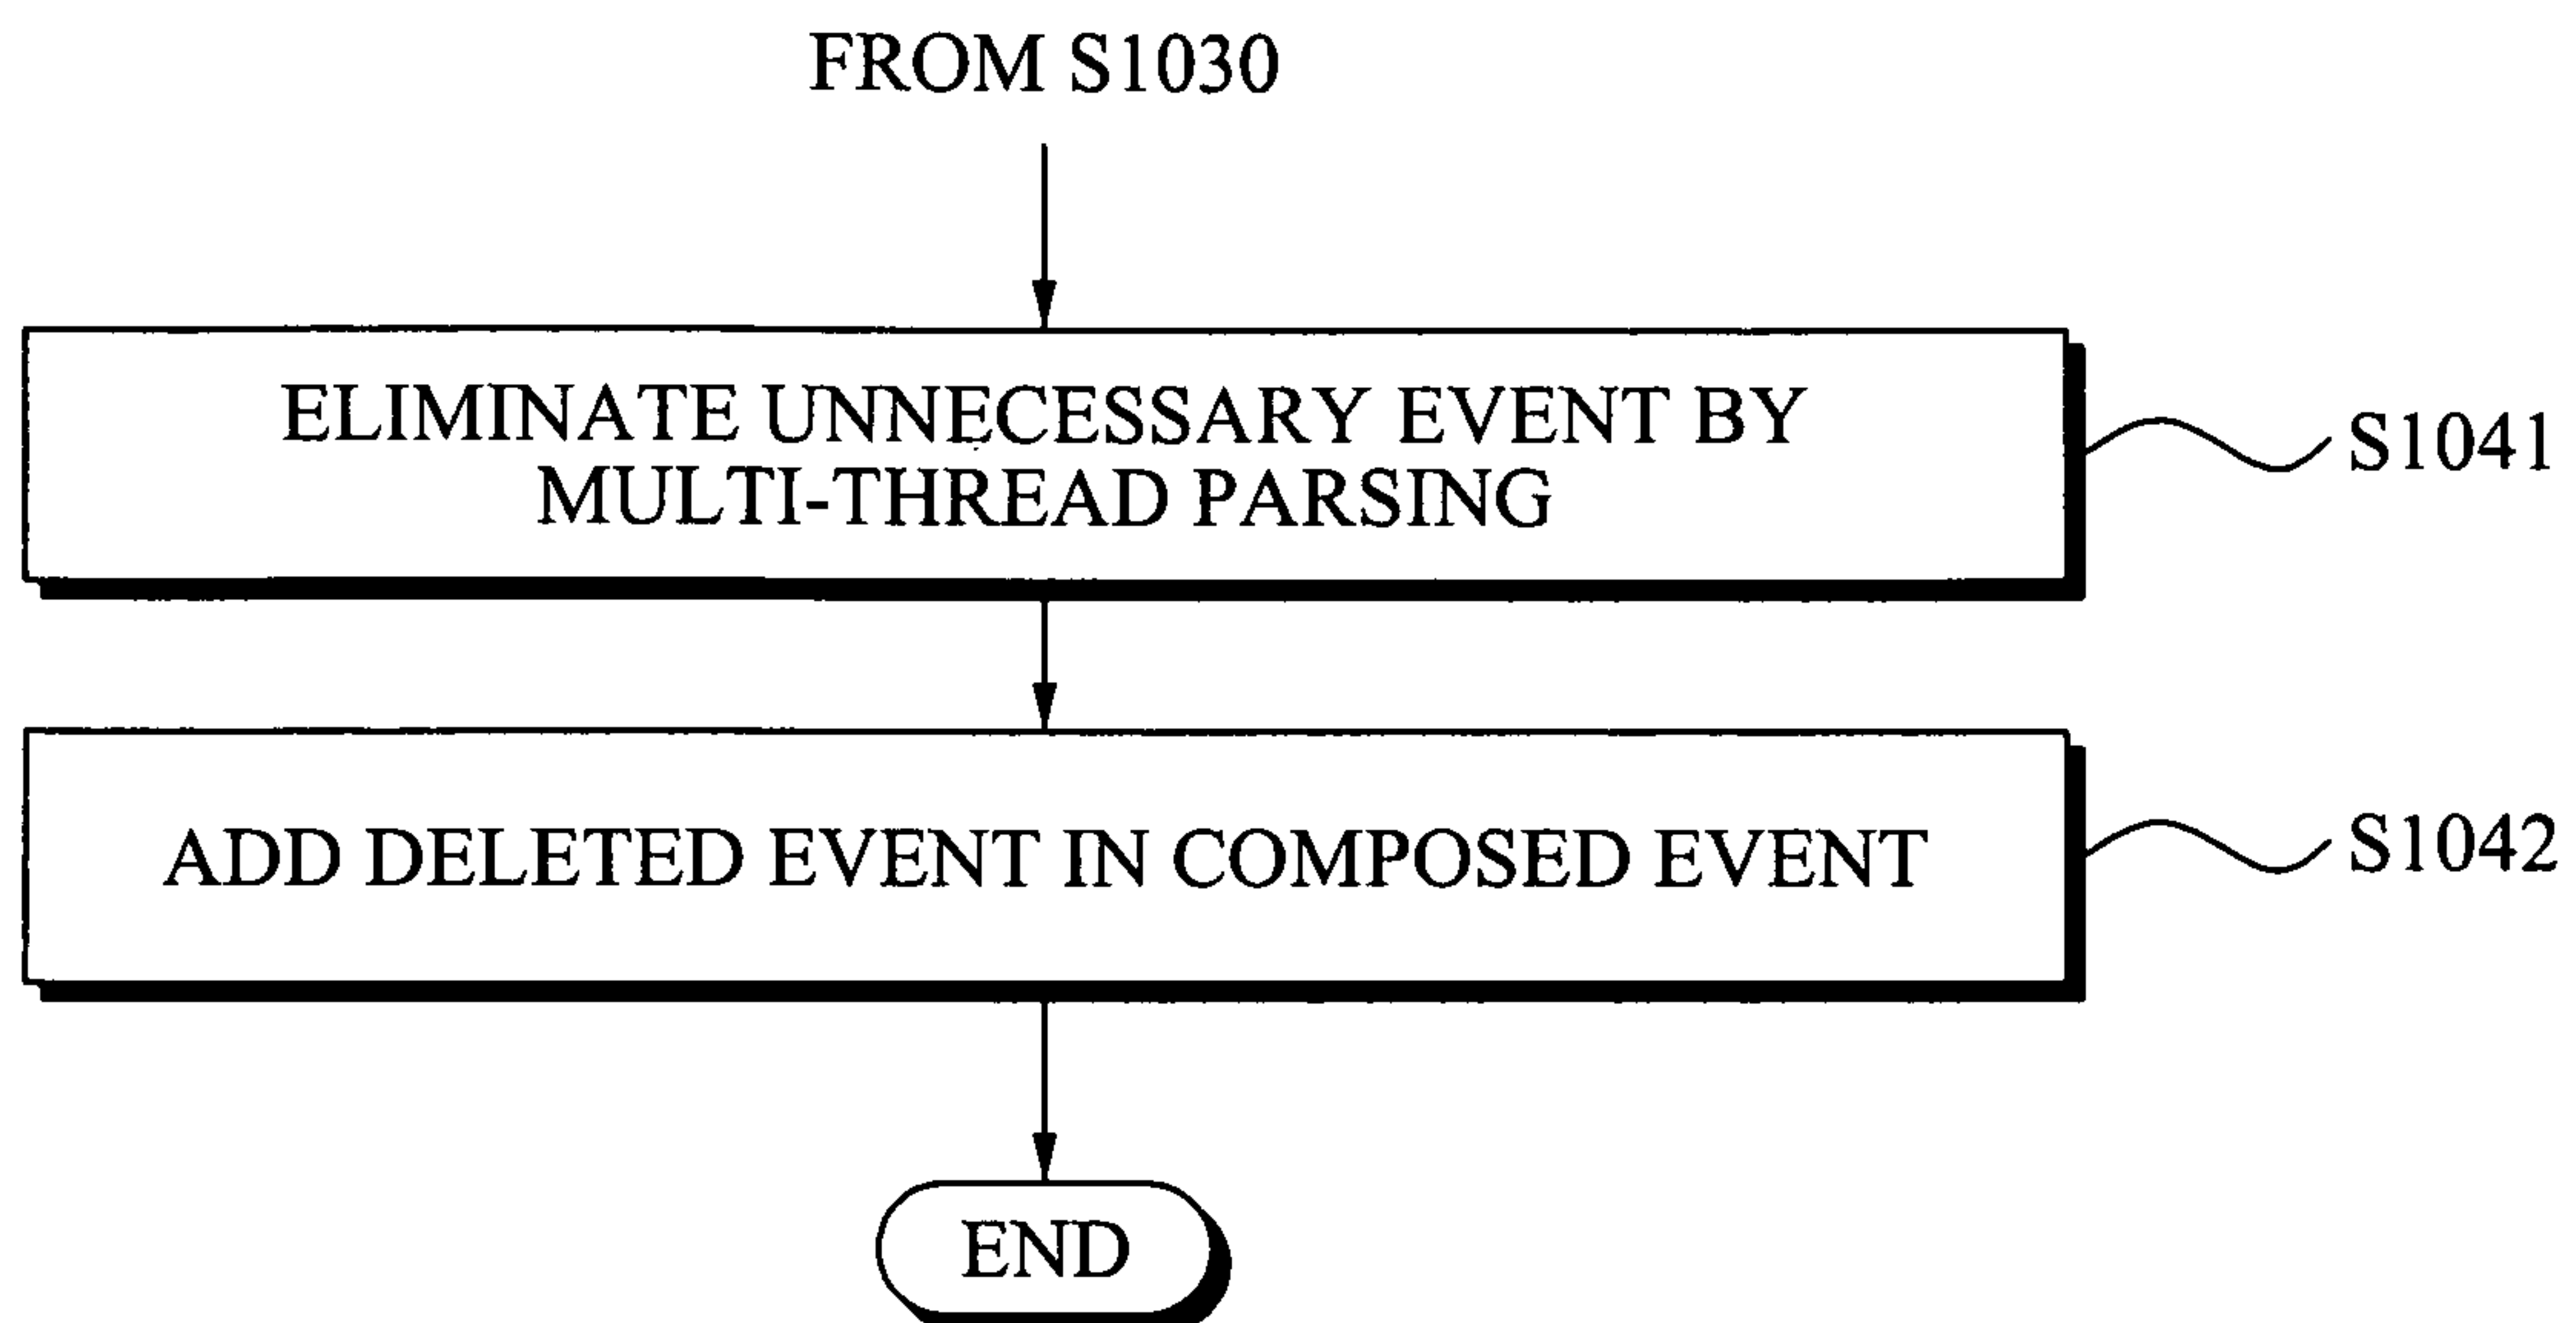 FROM S1030
ELIMINATE UNNECESSARY EVENT BY
MULTI-THREAD PARSING
S1041
ADD DELETED EVENT IN COMPOSED EVENT
S1042
END